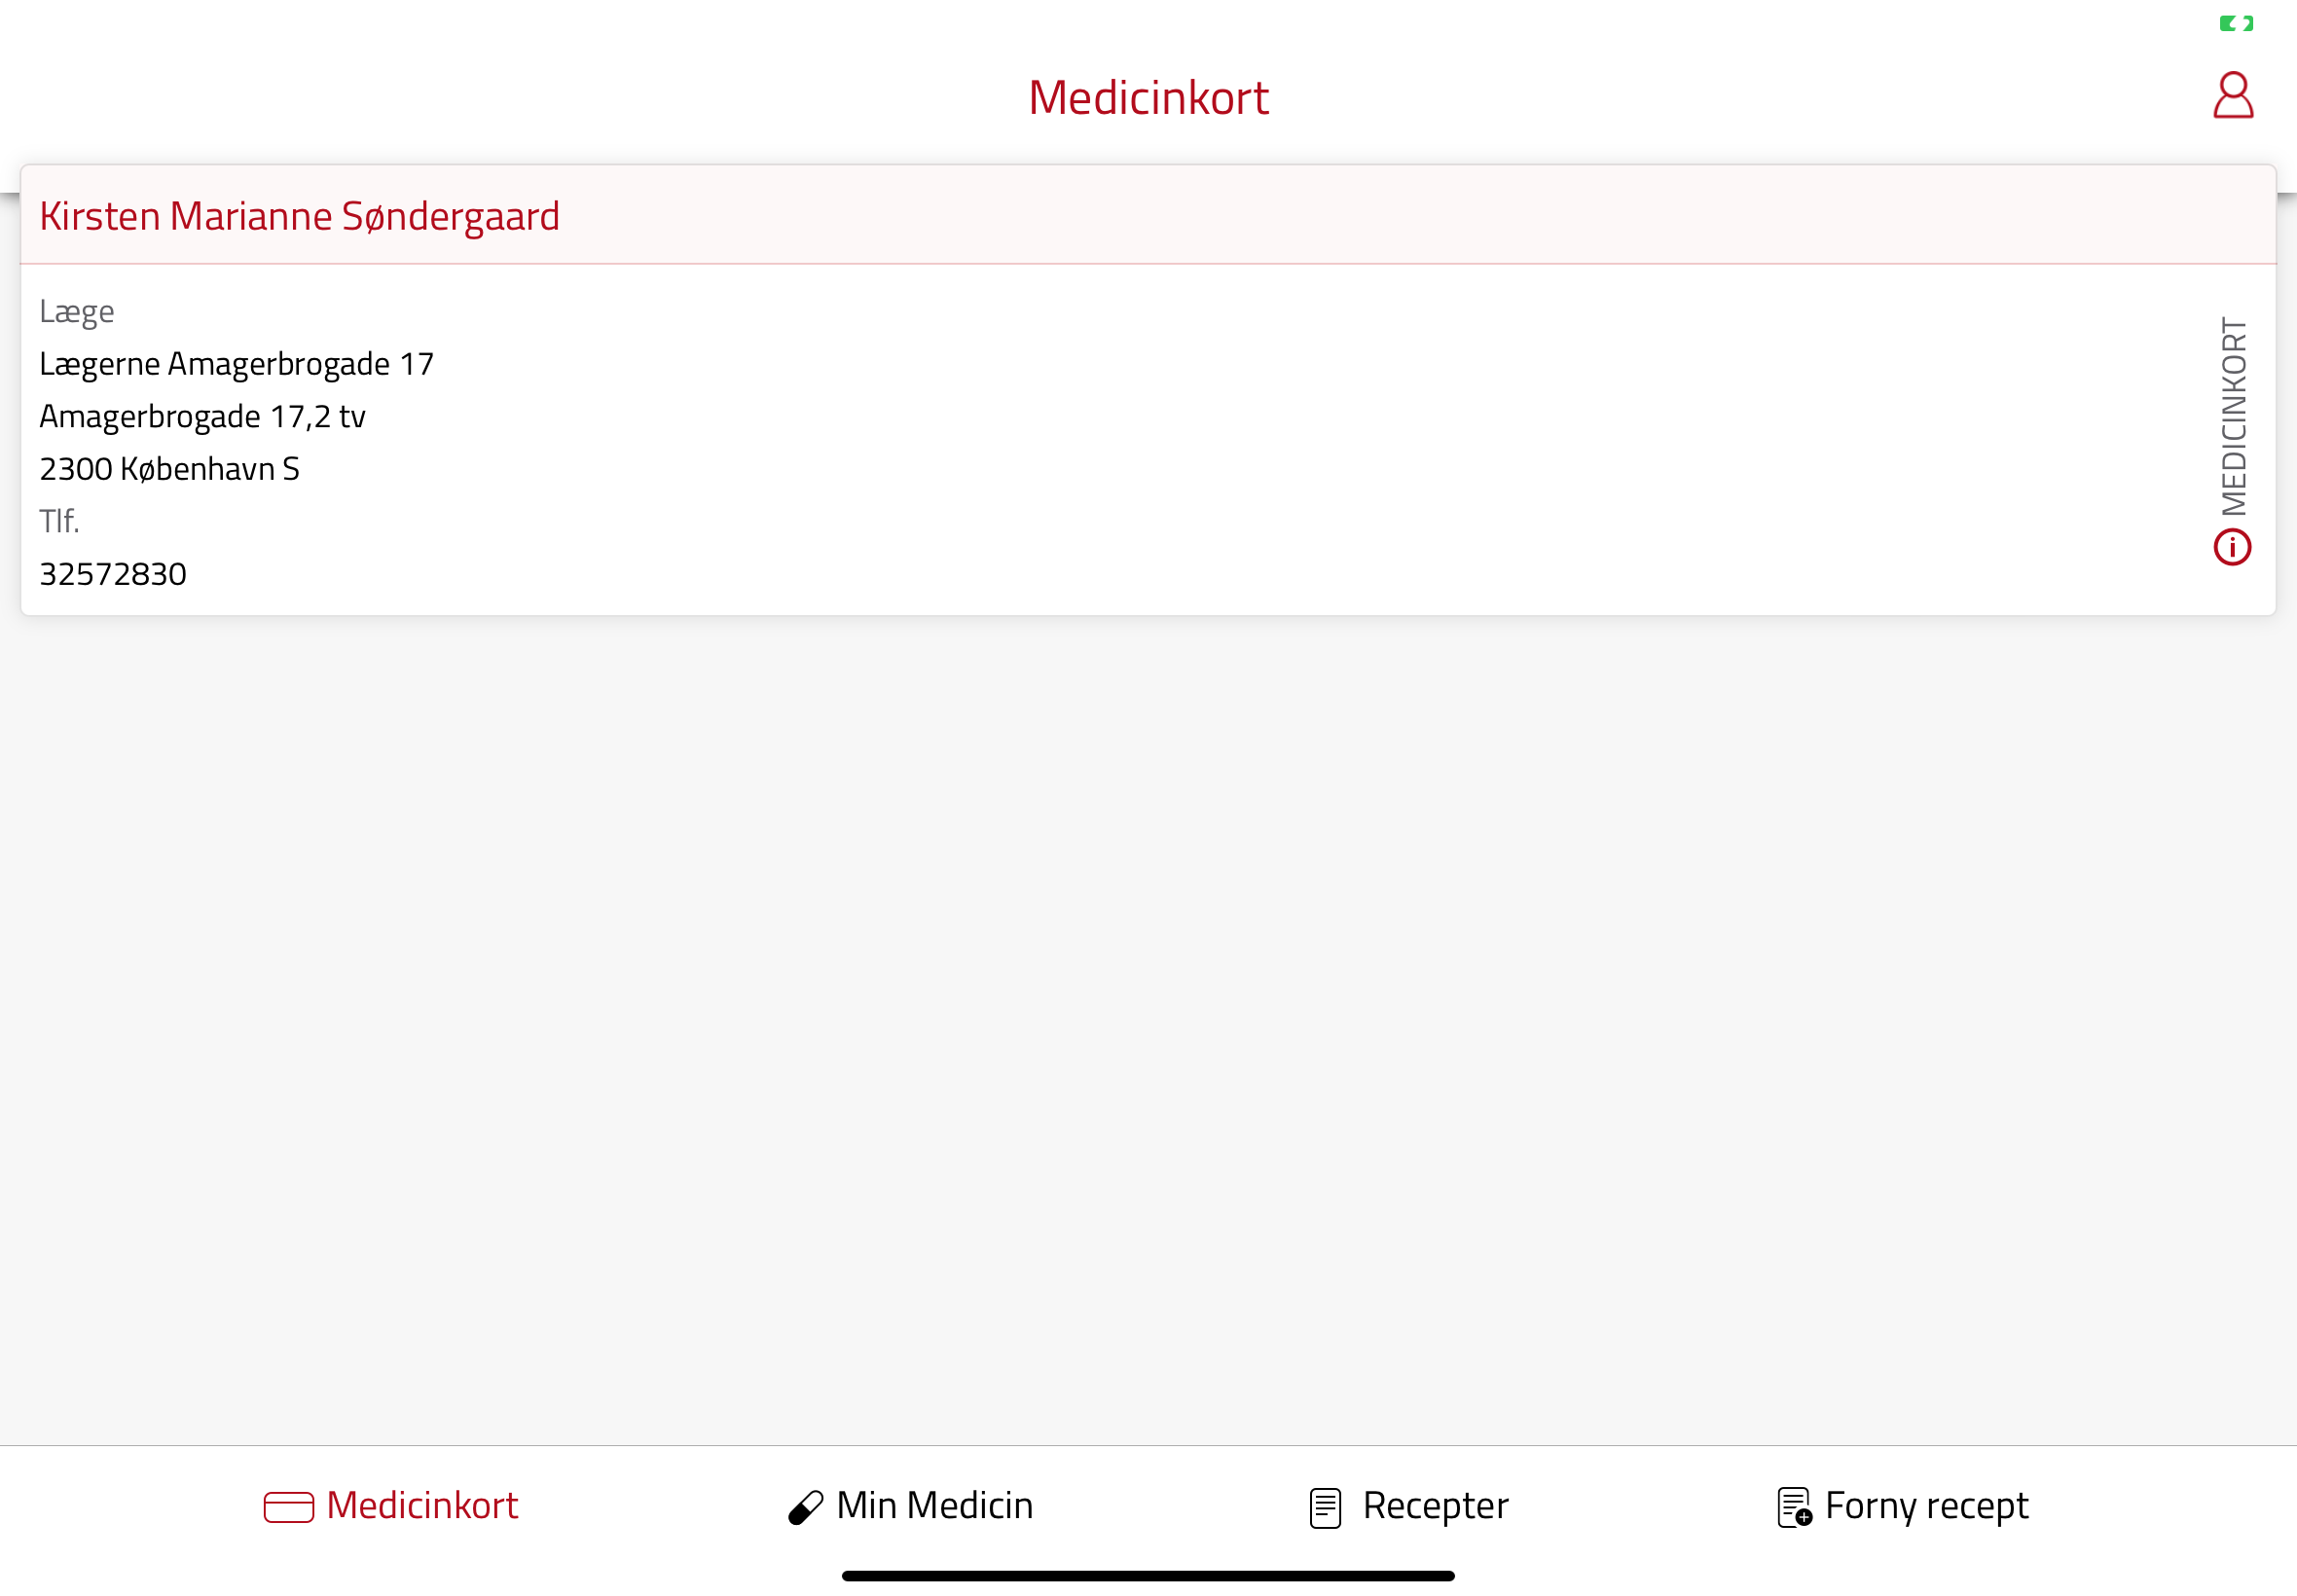 Medicinkort
Kirsten Marianne Søndergaard
Læge
Lægerne Amagerbrogade 17
Amagerbrogade 17,2 tv
2300 København S
Tlf.
32572830
MEDICINKORT
Medicinkort
Min Medicin
Recepter
Forny recept